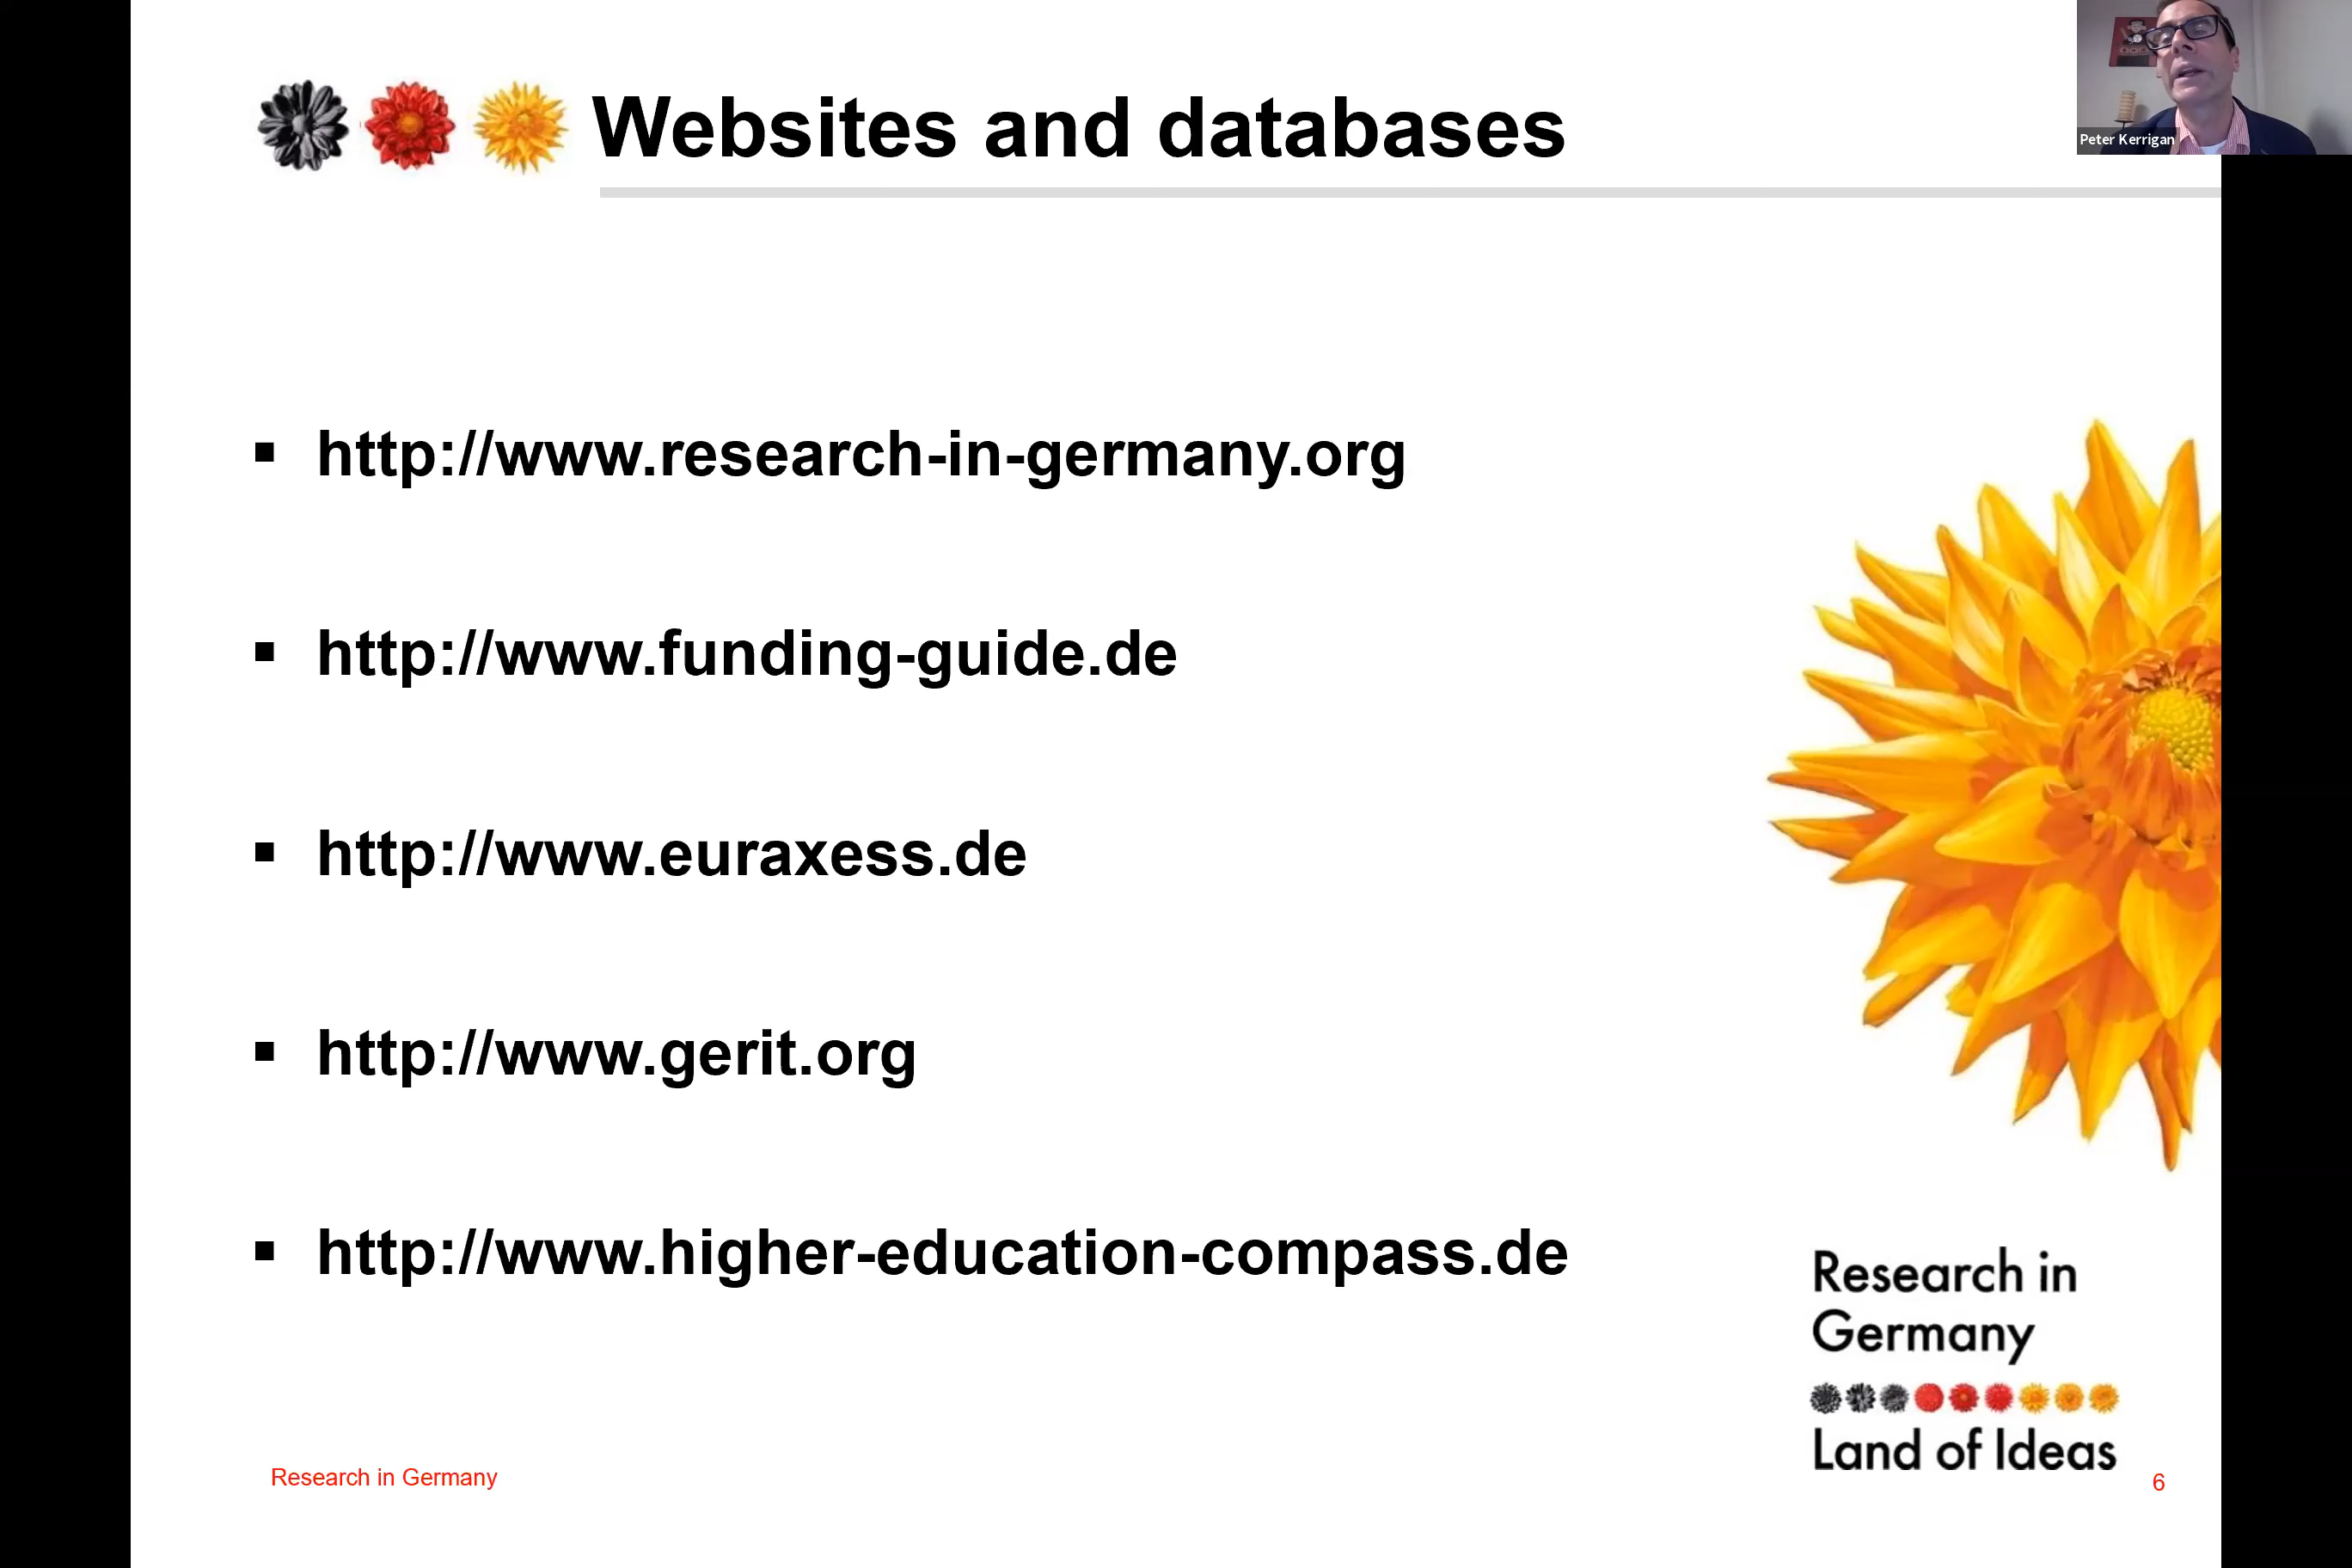 Websites and databases
Peter Kerrigan
▪ http://www.research-in-germany.org
▪ http://www.funding-guide.de
▪ http://www.euraxess.de
▪ http://www.gerit.org
▪ http://www.higher-education-compass.de
Research in
Germany
Land of Ideas
Research in Germany
6